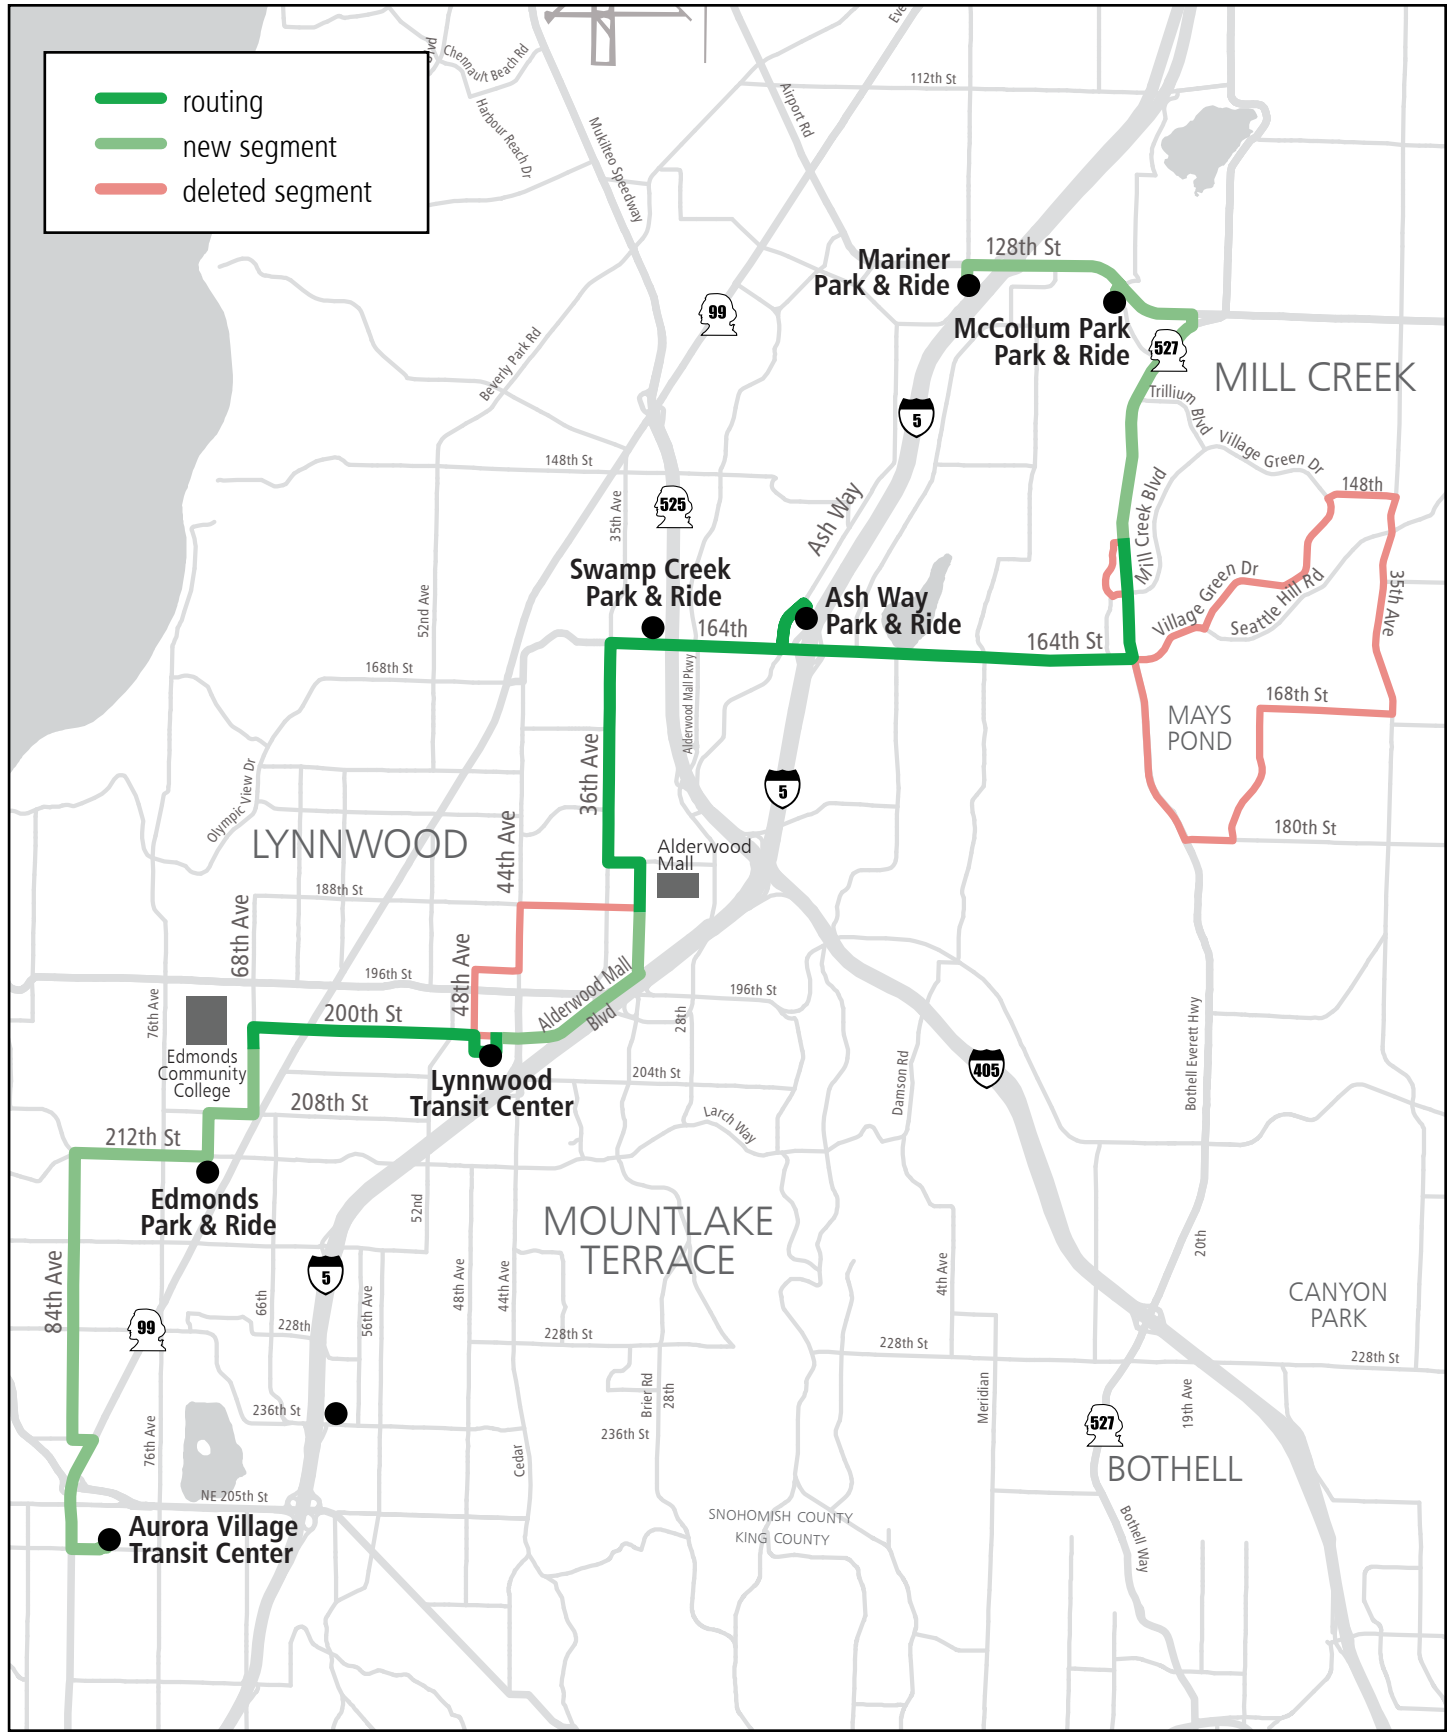 routing
new segment
deleted segment
Chennault Beach Rd
Harbour Reach Dr
Mukilteo Speedway
Airport Rd
112th St
128th St
Mariner
Park & Ride
McCollum Park
Park & Ride
99
527
MILL CREEK
Beverly Park Rd
5
Trillium Blvd
Village Green Dr
148th St
148th
525
35th Ave
Ash Way
Mill Creek Blvd
Swamp Creek
Park & Ride
52nd Ave
Ash Way
Park & Ride
Village Green Dr
Seattle Hill Rd
35th Ave
164th
164th St
168th St
Alderwood Mall Pkwy
168th St
MAYS
POND
36th Ave
5
Olympic View Dr
LYNNWOOD
44th Ave
Alderwood
Mall
180th St
188th St
68th Ave
48th Ave
196th St
Alderwood Mall
Blvd
196th St
28th
76th Ave
200th St
Edmonds
Community
College
Lynnwood
Transit Center
204th St
405
Damson Rd
Bothell Everett Hwy
208th St
Larch Way
212th St
Edmonds
Park & Ride
52nd
MOUNTLAKE
TERRACE
20th
84th Ave
5
66th
56th Ave
48th Ave
44th Ave
4th Ave
CANYON
PARK
99
228th
228th St
228th St
228th St
Brier Rd
28th
Meridian
19th Ave
236th St
236th St
76th Ave
Cedar
527
BOTHELL
NE 205th St
Aurora Village
Transit Center
SNOHOMISH COUNTY
KING COUNTY
Bothell Way